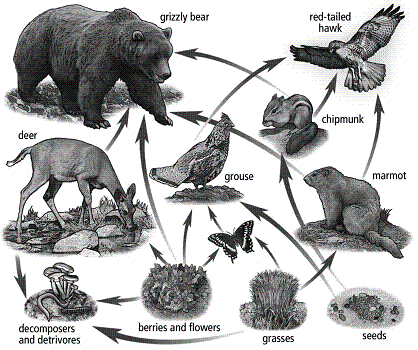 grizzly bear
red-tailed
hawk
chipmunk
deer
grouse
marmot
decomposers
and detrivores
berries and flowers
grasses
seeds